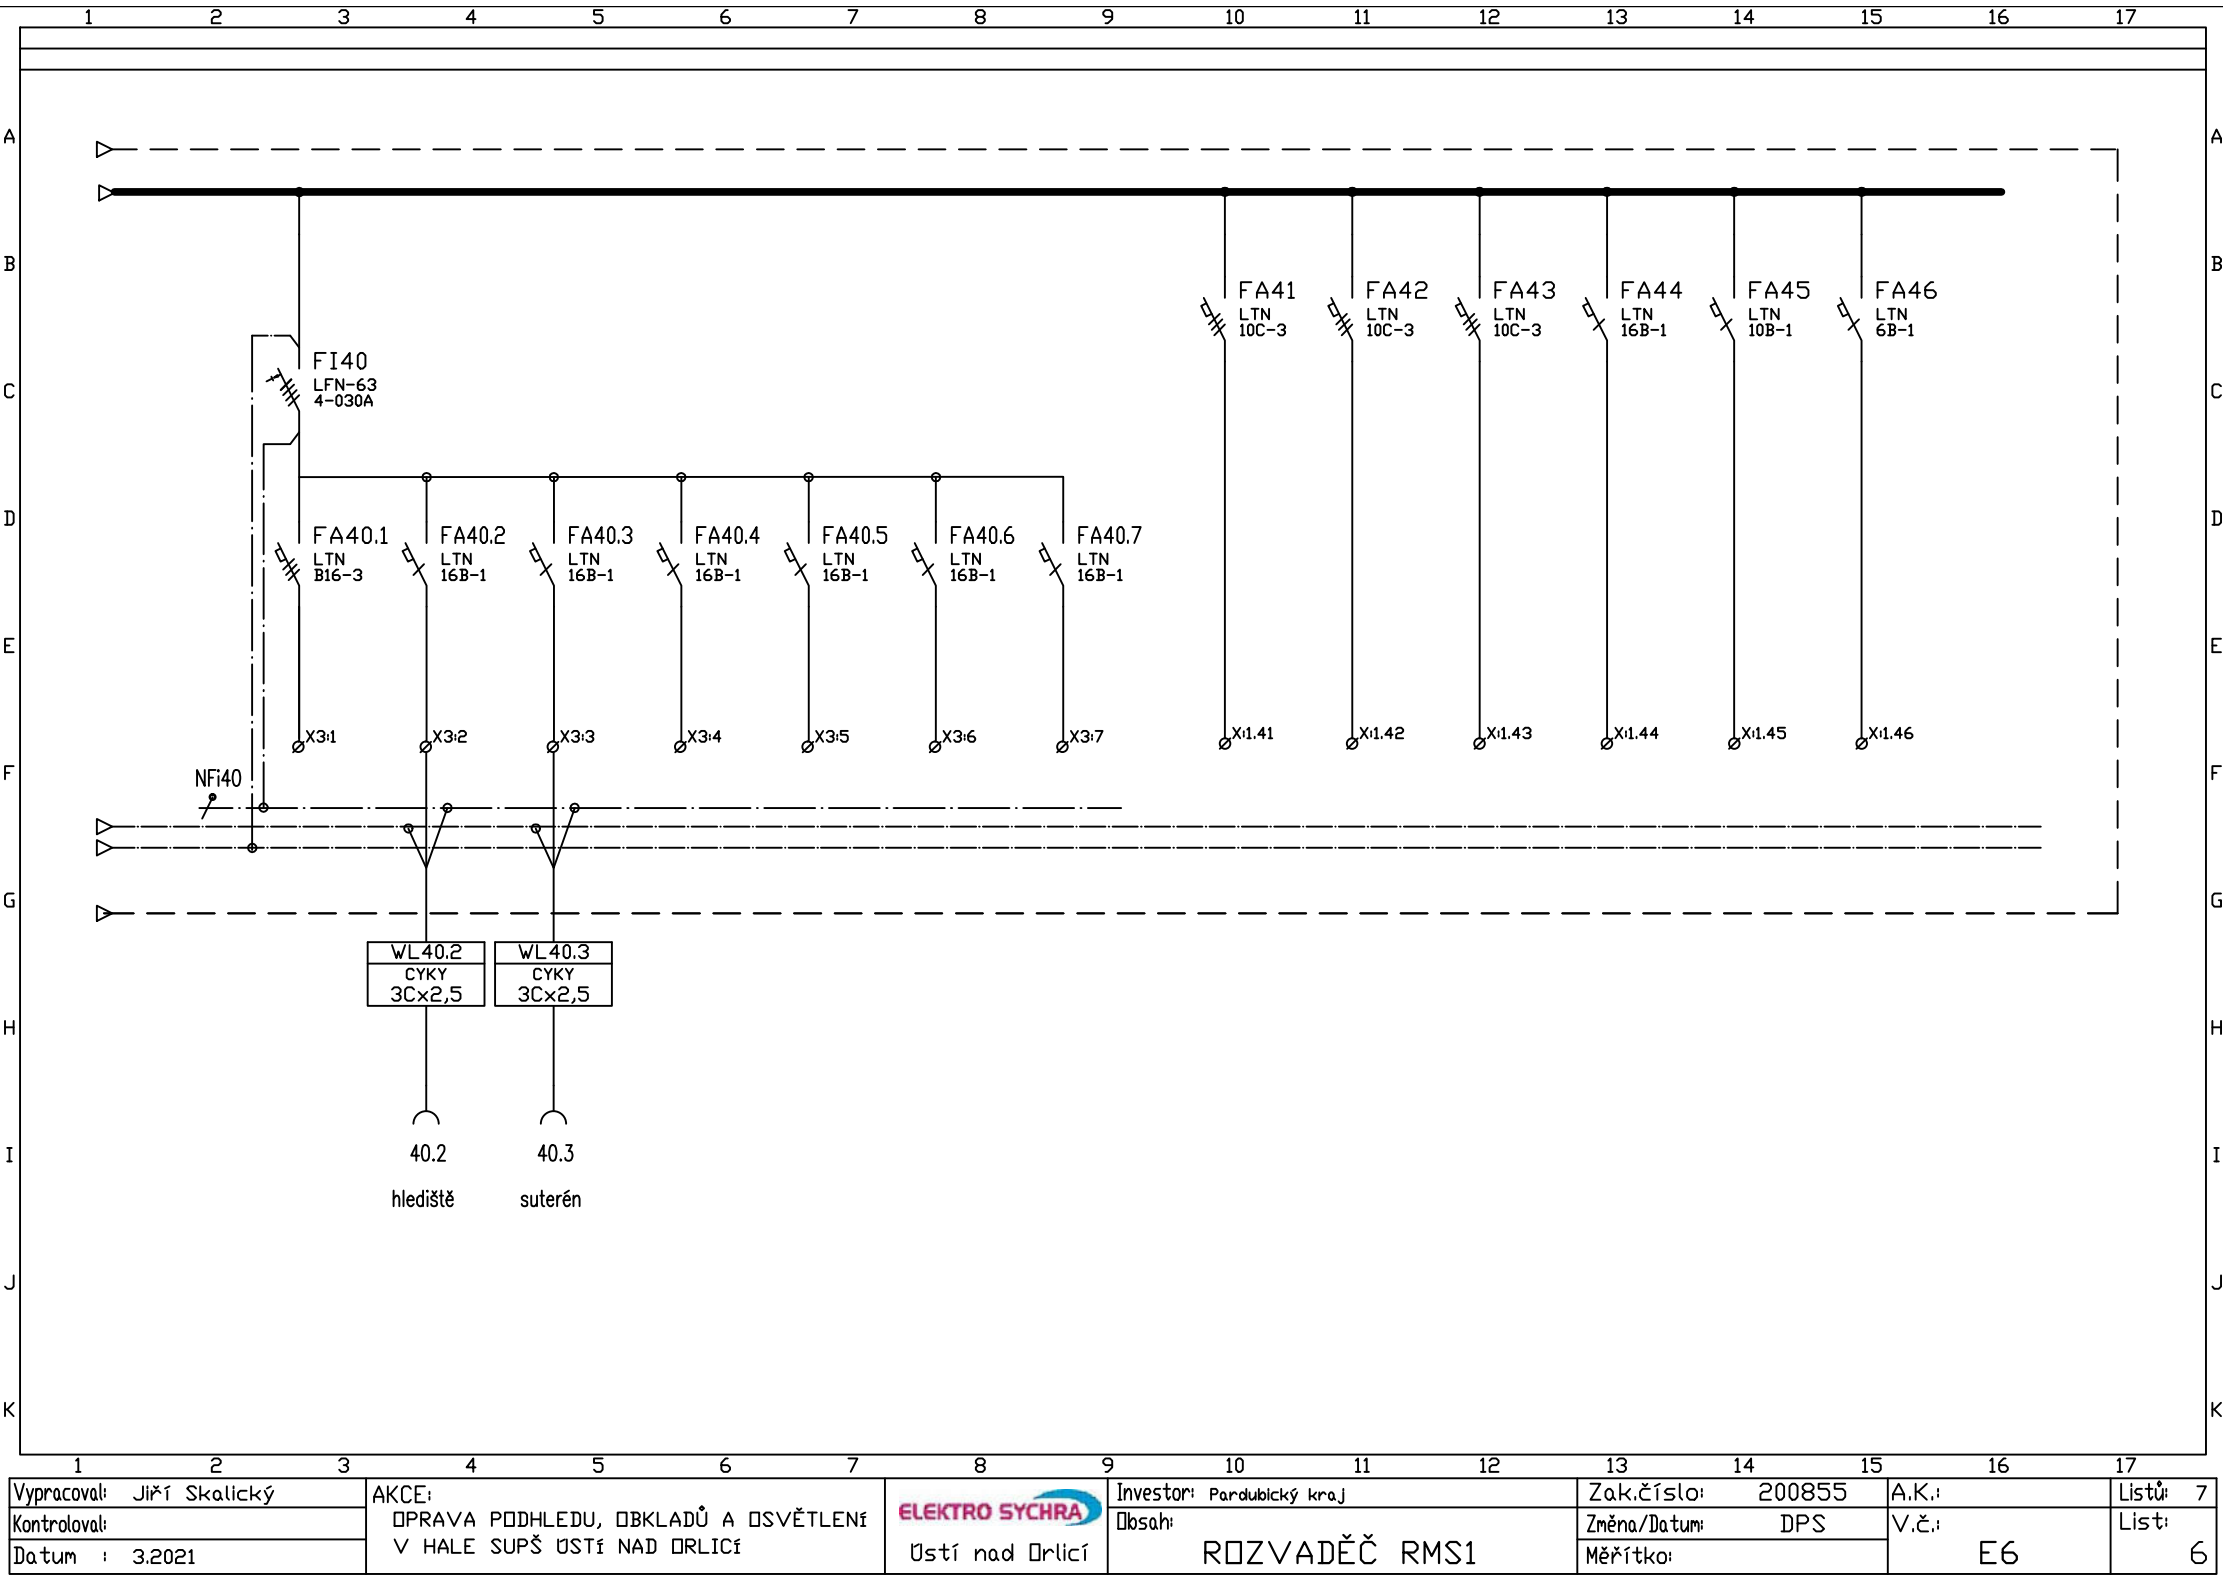 1 2 3 4 5 6 7 8 9 10 11 12 13 14 15 16 17
A A
B B
FA41 FA42 FA43 FA44 FA45 FA46
LTN LTN LTN LTN LTN LTN
10C-3 10C-3 10C-3 16B-1 10B-1 6B-1
FI40
LFN-63
4-030A
C C
D D
FA40.1 FA40.2 FA40.3 FA40.4 FA40.5 FA40.6 FA40.7
LTN LTN LTN LTN LTN LTN LTN
B16-3 16B-1 16B-1 16B-1 16B-1 16B-1 16B-1
E E
X3:1 X3:2 X3:3 X3:4 X3:5 X3:6 X3:7 X:1.41 X:1.42 X:1.43 X:1.44 X:1.45 X:1.46
F F
NFi40
G G
WL40.2 WL40.3
CYKY CYKY
3Cx2,5 3Cx2,5
H H
I I
40.2 40.3
hlediště suterén
J J
K K
1 2 3 4 5 6 7 8 9 10 11 12 13 14 15 16 17
Vypracoval: Jiří Skalický
Kontroloval:
Datum : 3.2021
AKCE:
OPRAVA PODHLEDU, OBKLADŮ A OSVĚTLENÍ
V HALE SUPŠ ÚSTÍ NAD ORLICÍ
ELEKTRO SYCHRA
Ústí nad Orlicí
Investor: Pardubický kraj
Obsah:
ROZVADĚČ RMS1
Zak.číslo: 200855
Změna/Datum: DPS
Měřítko:
A.K.:
V.č.:
E6
Listů: 7
List:
6